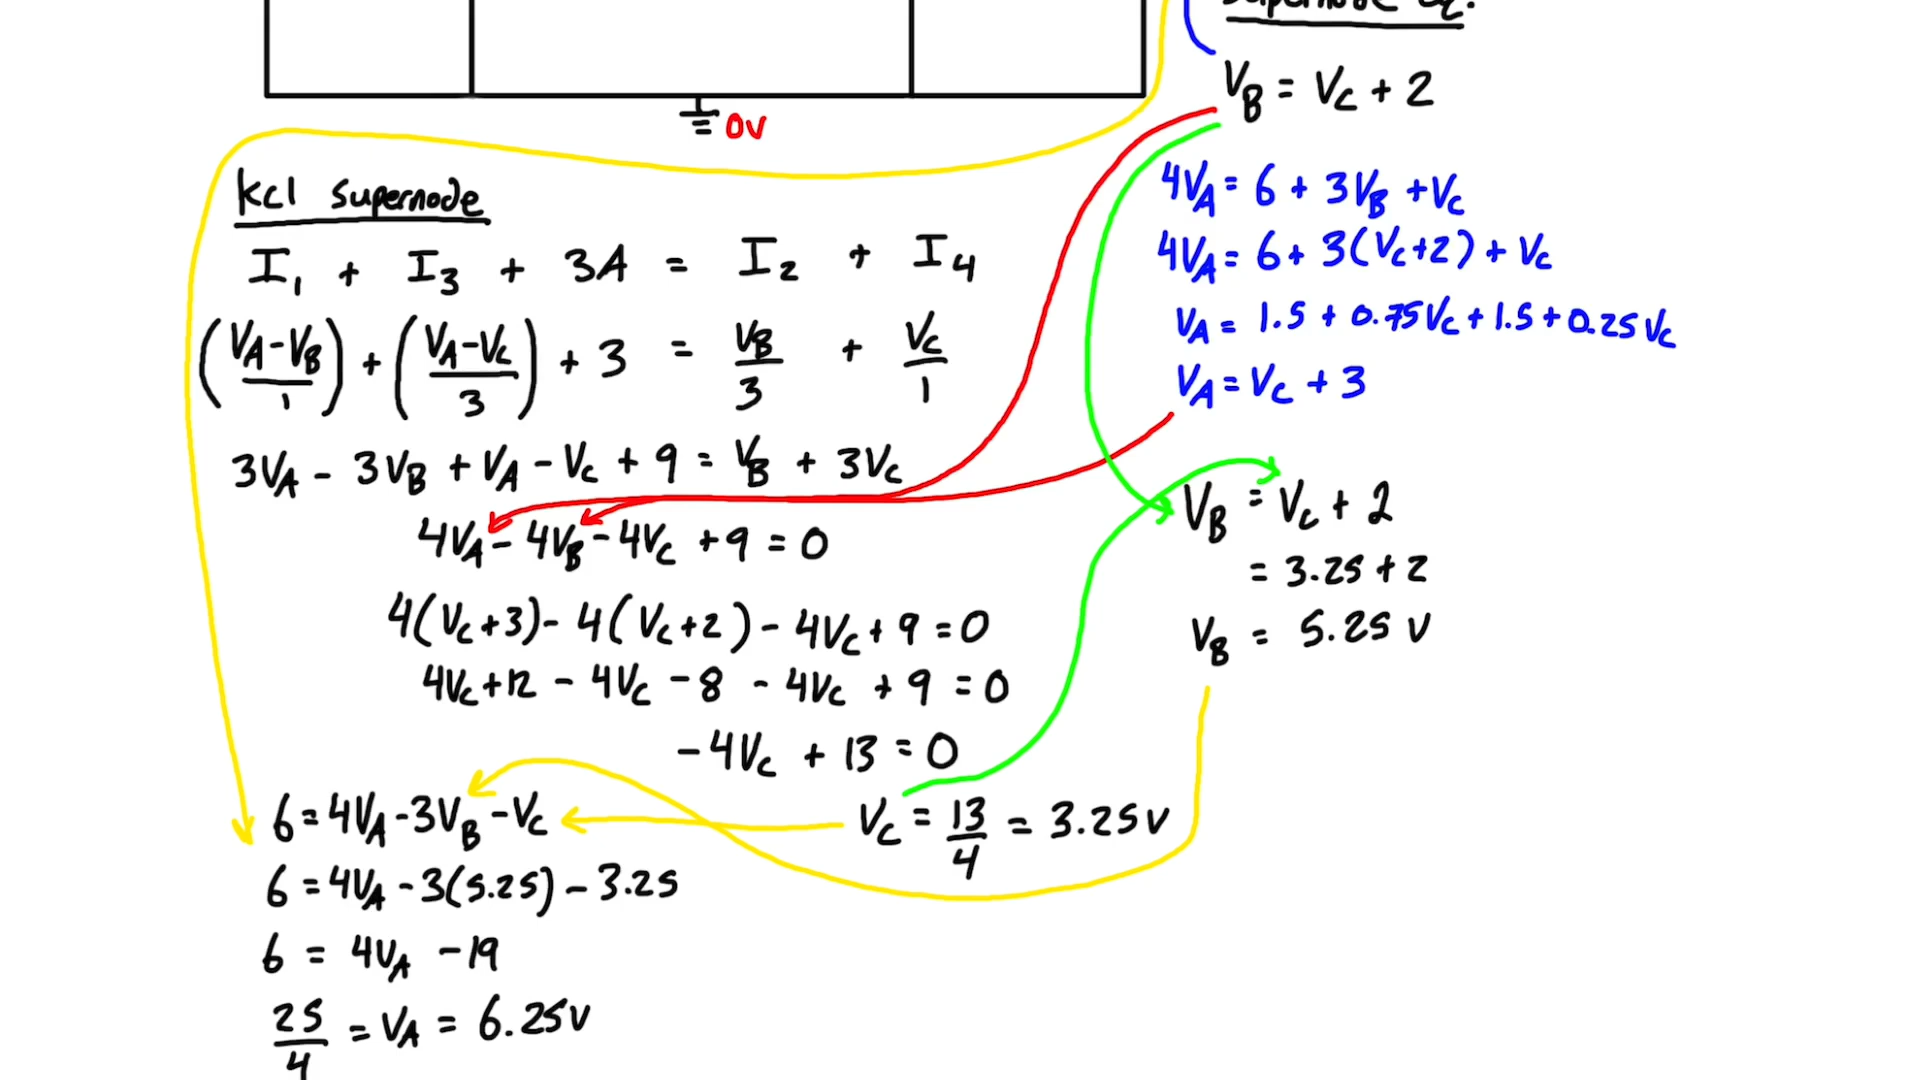 Supernode Eq.
V_B = V_C + 2
0V
4V_A = 6 + 3V_B + V_C
4V_A = 6 + 3(V_C+2) + V_C
V_A = 1.5 + 0.75V_C + 1.5 + 0.25V_C
V_A = V_C + 3
kcl supernode
I_1 + I_3 + 3A = I_2 + I_4
(V_A-V_B/1) + (V_A-V_C/3) + 3 = V_B/3 + V_C/1
3V_A - 3V_B + V_A - V_C + 9 = V_B + 3V_C
4V_A - 4V_B - 4V_C + 9 = 0
4(V_C+3) - 4(V_C+2) - 4V_C + 9 = 0
4V_C+12 - 4V_C - 8 - 4V_C + 9 = 0
-4V_C + 13 = 0
V_C = 13/4 = 3.25V
V_B = V_C + 2
= 3.25 + 2
V_B = 5.25 V
6 = 4V_A - 3V_B - V_C
6 = 4V_A - 3(5.25) - 3.25
6 = 4V_A - 19
25/4 = V_A = 6.25V